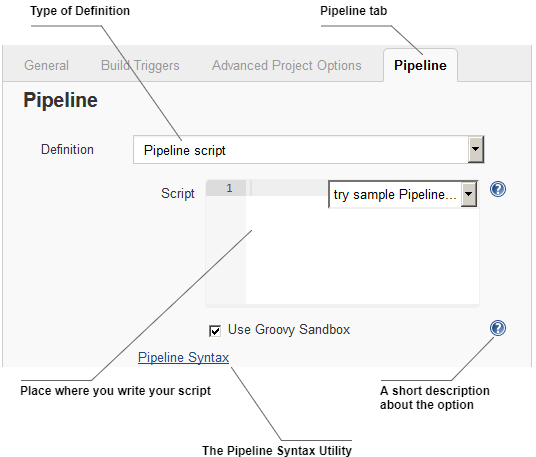 Type of Definition
Pipeline tab
General
Build Triggers
Advanced Project Options
Pipeline
Pipeline
Definition
Pipeline script
Script
1
try sample Pipeline...
?
Use Groovy Sandbox
?
Pipeline Syntax
Place where you write your script
A short description
about the option
The Pipeline Syntax Utility